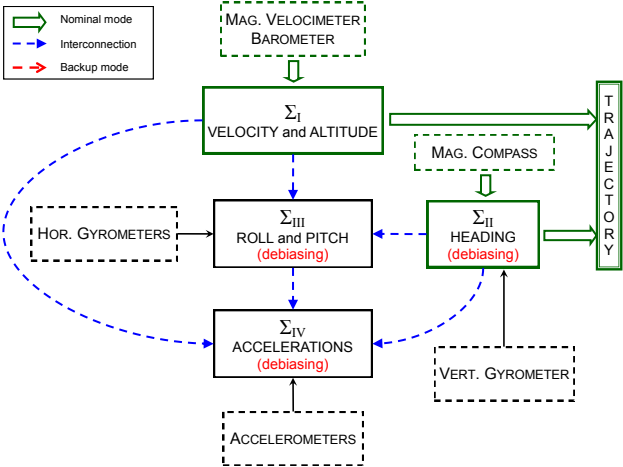 Nominal mode
Interconnection
Backup mode
MAG. VELOCIMETER
BAROMETER
ΣI
VELOCITY and ALTITUDE
TRAJECTORY
MAG. COMPASS
HOR. GYROMETERS
ΣIII
ROLL and PITCH
(debiasing)
ΣII
HEADING
(debiasing)
ΣIV
ACCELERATIONS
(debiasing)
VERT. GYROMETER
ACCELEROMETERS